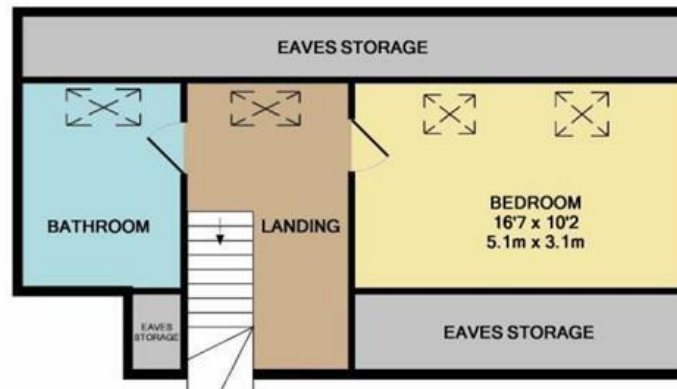 EAVES STORAGE
BATHROOM
LANDING
BEDROOM
16'7 x 10'2
5.1m x 3.1m
EAVES
STORAGE
EAVES STORAGE